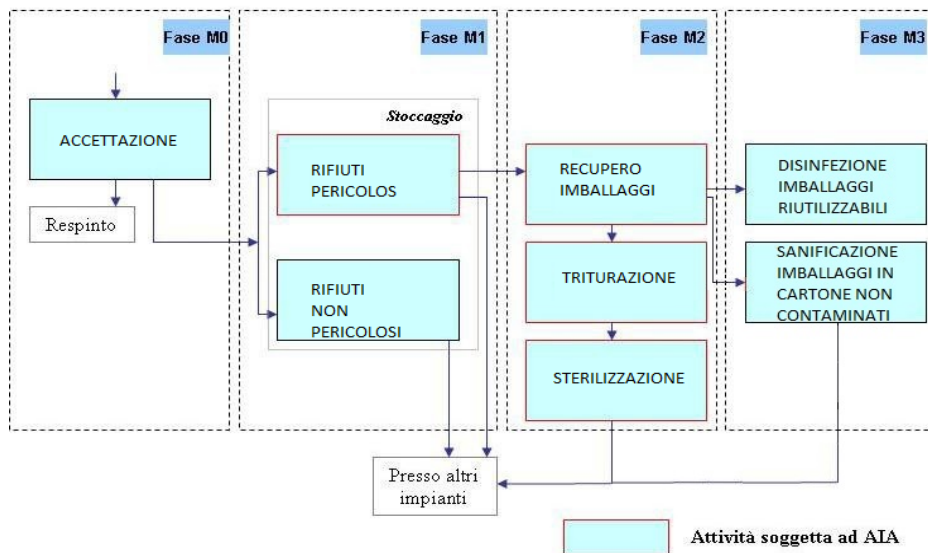 Fase M0
ACCETTAZIONE
Respinto
Fase M1
Stoccaggio
RIFIUTI
PERICOLOS
RIFIUTI
NON
PERICOLOSI
Fase M2
RECUPERO
IMBALLAGGI
TRITURAZIONE
STERILIZZAZIONE
Fase M3
DISINFEZIONE
IMBALLAGGI
RIUTILIZZABILI
SANIFICAZIONE
IMBALLAGGI IN
CARTONE NON
CONTAMINATI
Presso altri
impianti
Attività soggetta ad AIA